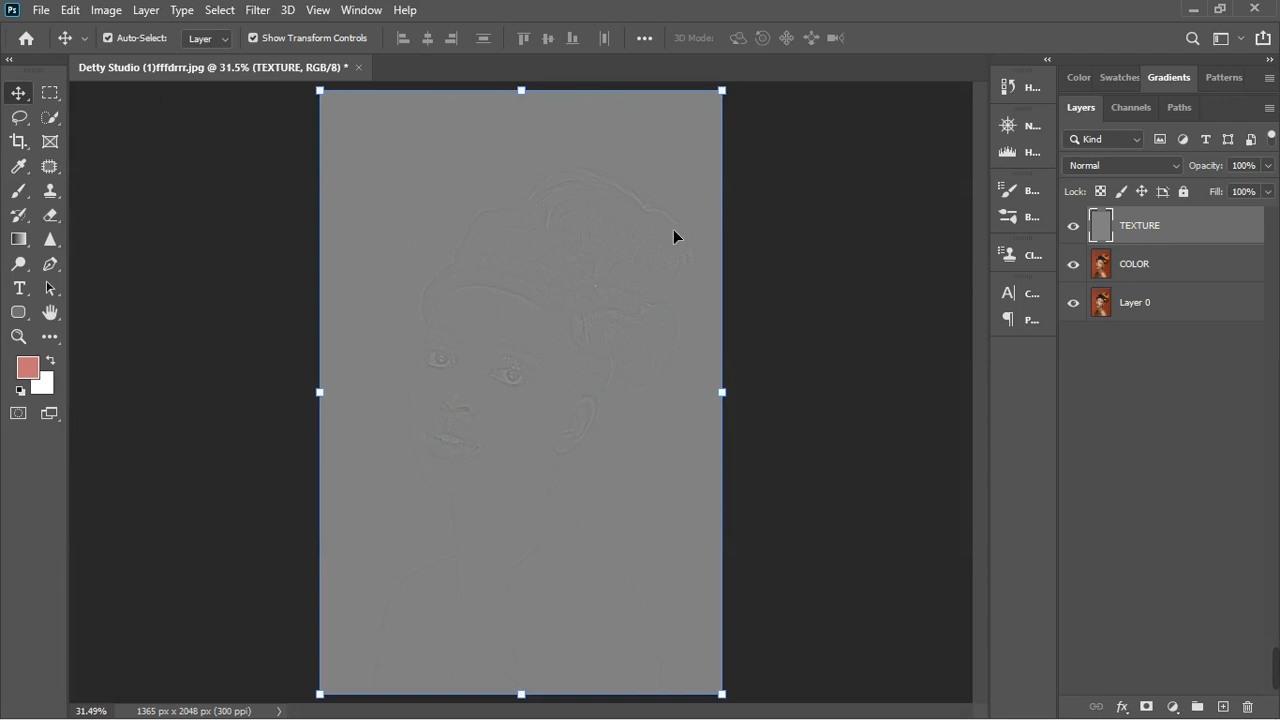 Ps File Edit Image Layer Type Select Filter 3D View Window Help
Auto-Select: Layer Show Transform Controls 3D Mode:
Detty Studio (1)fffdrrr.jpg @ 31.5% (TEXTURE, RGB/8) *
Color Swatches Gradients Patterns
H...
Layers Channels Paths
N...
Kind
H...
Normal Opacity: 100%
B...
Lock: Fill: 100%
B...
TEXTURE
Cl...
COLOR
C...
Layer 0
P...
31.49% 1365 px x 2048 px (300 ppi)